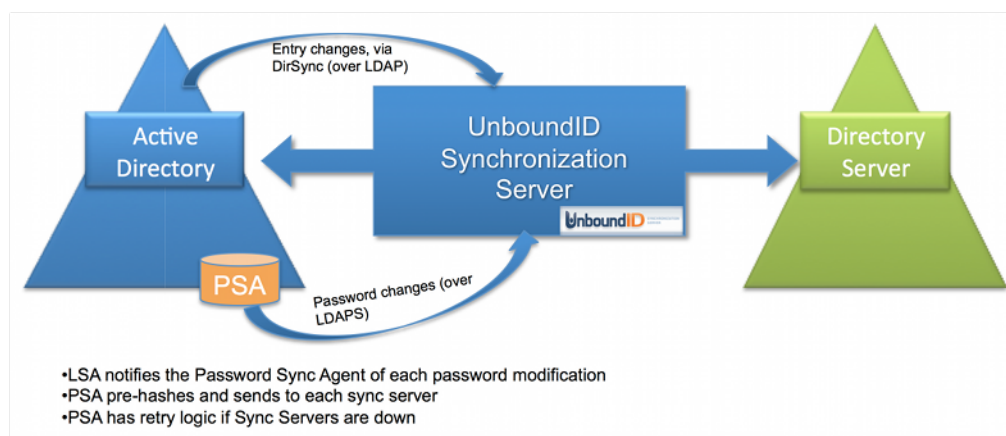 Entry changes, via
DirSync (over LDAP)
Active
Directory
UnboundID
Synchronization
Server
UnboundID
Directory
Server
PSA
Password changes (over
LDAPS)
•LSA notifies the Password Sync Agent of each password modification
•PSA pre-hashes and sends to each sync server
•PSA has retry logic if Sync Servers are down